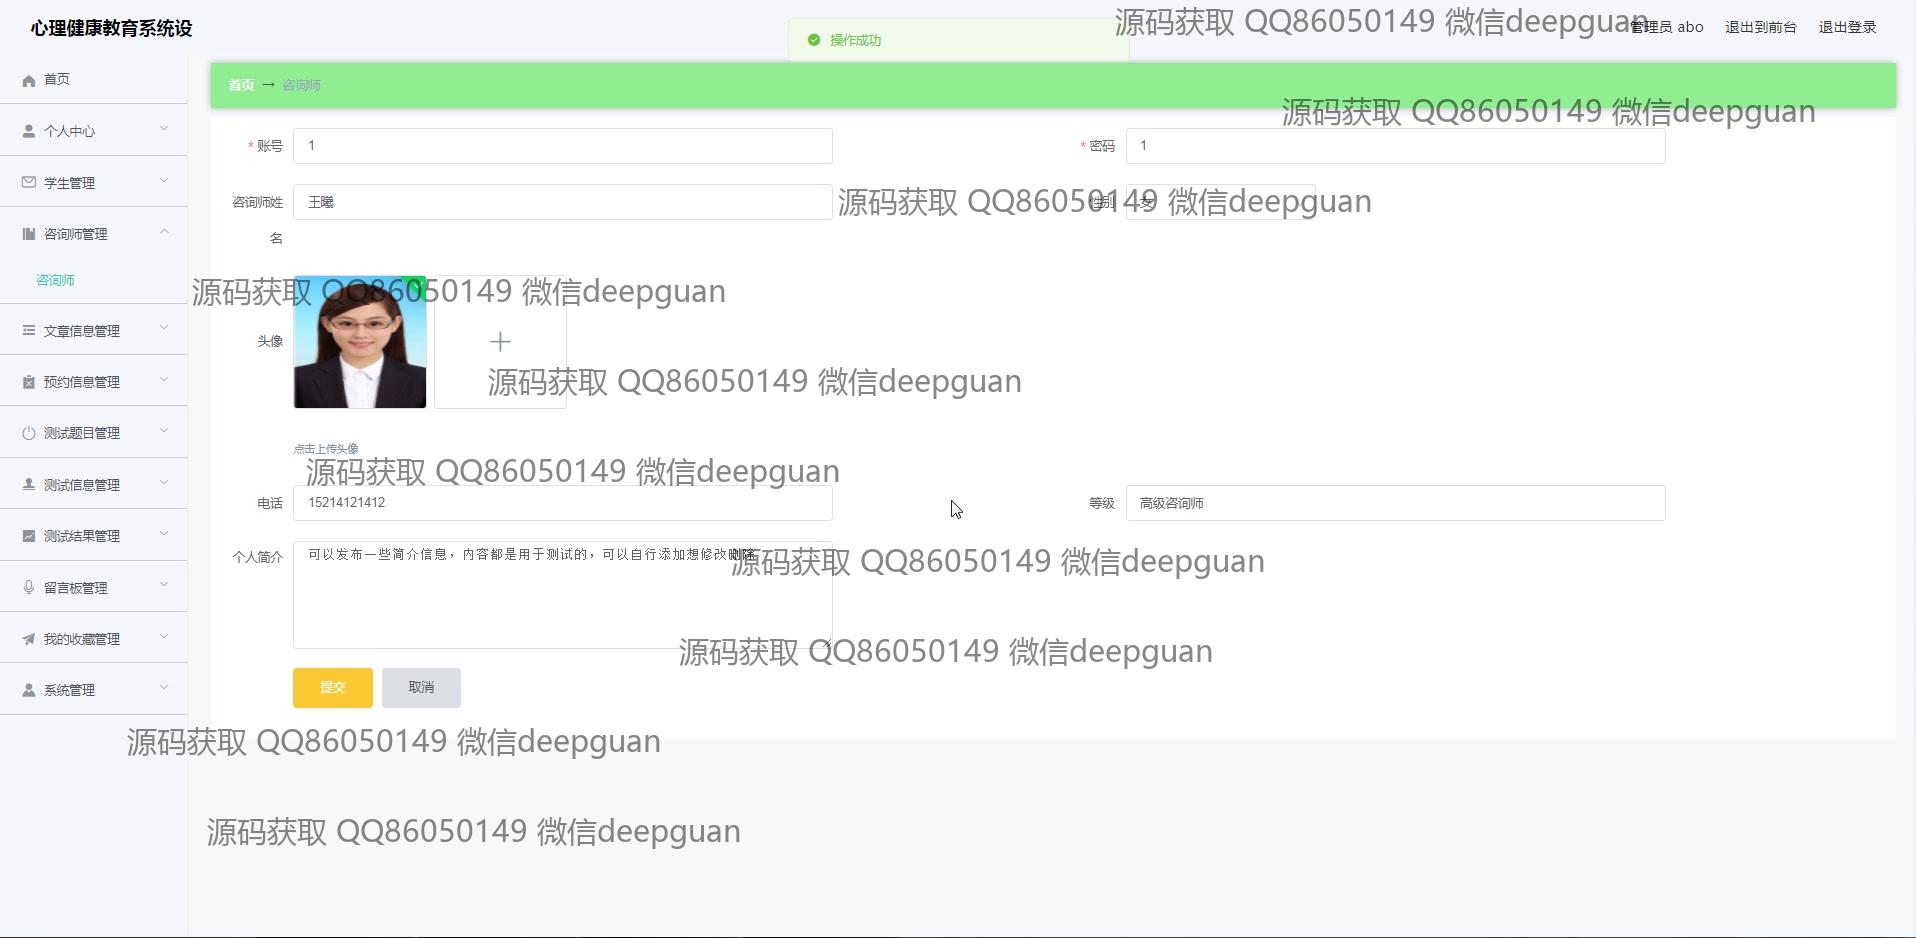 心理健康教育系统设
操作成功
源码获取 QQ86050149 微信deepguan
管理员 abo
退出到前台
退出登录
首页
个人中心
学生管理
咨询师管理
咨询师
文章信息管理
预约信息管理
测试题目管理
测试信息管理
测试结果管理
留言板管理
我的收藏管理
系统管理
首页 → 咨询师
源码获取 QQ86050149 微信deepguan
* 账号 1
* 密码 1
咨询师姓名 王曦
源码获取 QQ86050149 微信deepguan
性别 女
源码获取 QQ86050149 微信deepguan
头像
源码获取 QQ86050149 微信deepguan
点击上传头像
源码获取 QQ86050149 微信deepguan
电话 15214121412
等级 高级咨询师
个人简介 可以发布一些简介信息，内容都是用于测试的，可以自行添加想修改删除
源码获取 QQ86050149 微信deepguan
源码获取 QQ86050149 微信deepguan
提交
取消
源码获取 QQ86050149 微信deepguan
源码获取 QQ86050149 微信deepguan